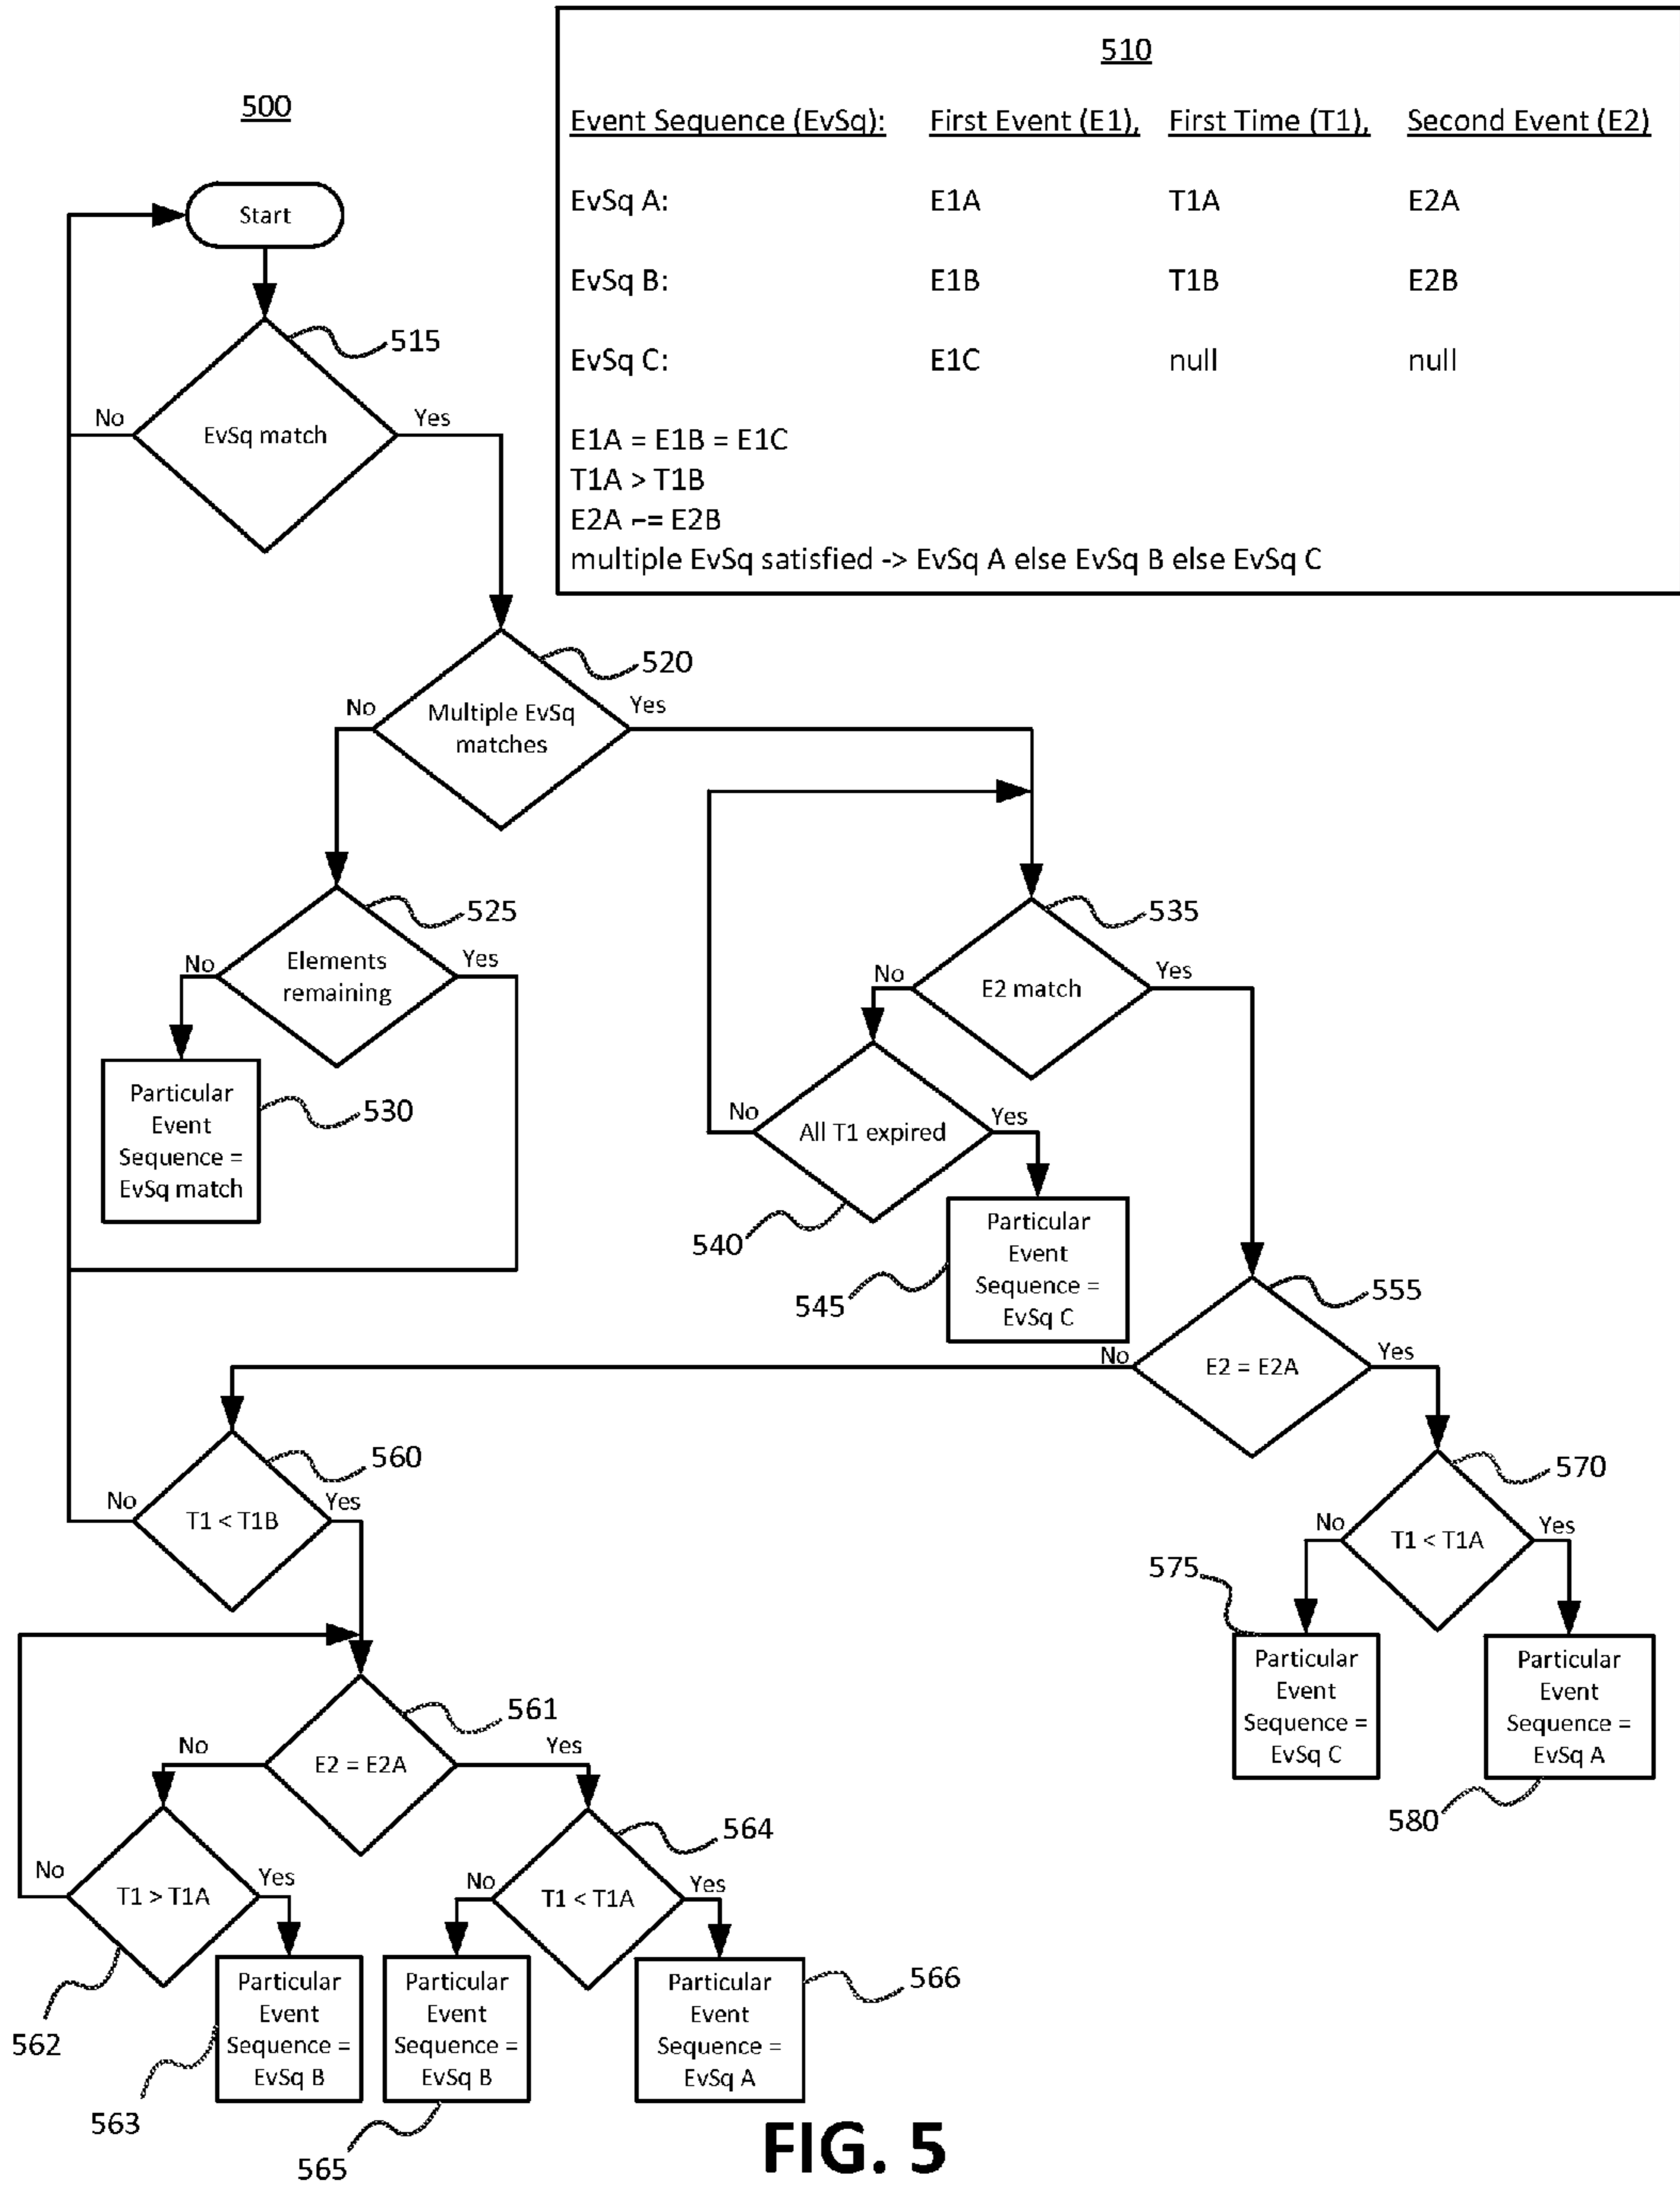 500
510
Event Sequence (EvSq): First Event (E1), First Time (T1), Second Event (E2)
EvSq A: E1A T1A E2A
EvSq B: E1B T1B E2B
EvSq C: E1C null null
E1A = E1B = E1C
T1A > T1B
E2A ¬= E2B
multiple EvSq satisfied -> EvSq A else EvSq B else EvSq C
Start
515
No
EvSq match
Yes
520
No
Multiple EvSq
matches
Yes
525
No
Elements
remaining
Yes
Particular
Event
Sequence =
EvSq match
530
535
No
E2 match
Yes
No
All T1 expired
Yes
540
Particular
Event
Sequence =
EvSq C
545
555
No
E2 = E2A
Yes
560
No
T1 < T1B
Yes
570
No
T1 < T1A
Yes
575
Particular
Event
Sequence =
EvSq C
Particular
Event
Sequence =
EvSq A
580
561
No
E2 = E2A
Yes
No
T1 > T1A
Yes
562
564
No
T1 < T1A
Yes
Particular
Event
Sequence =
EvSq B
563
Particular
Event
Sequence =
EvSq B
565
Particular
Event
Sequence =
EvSq A
566
FIG. 5